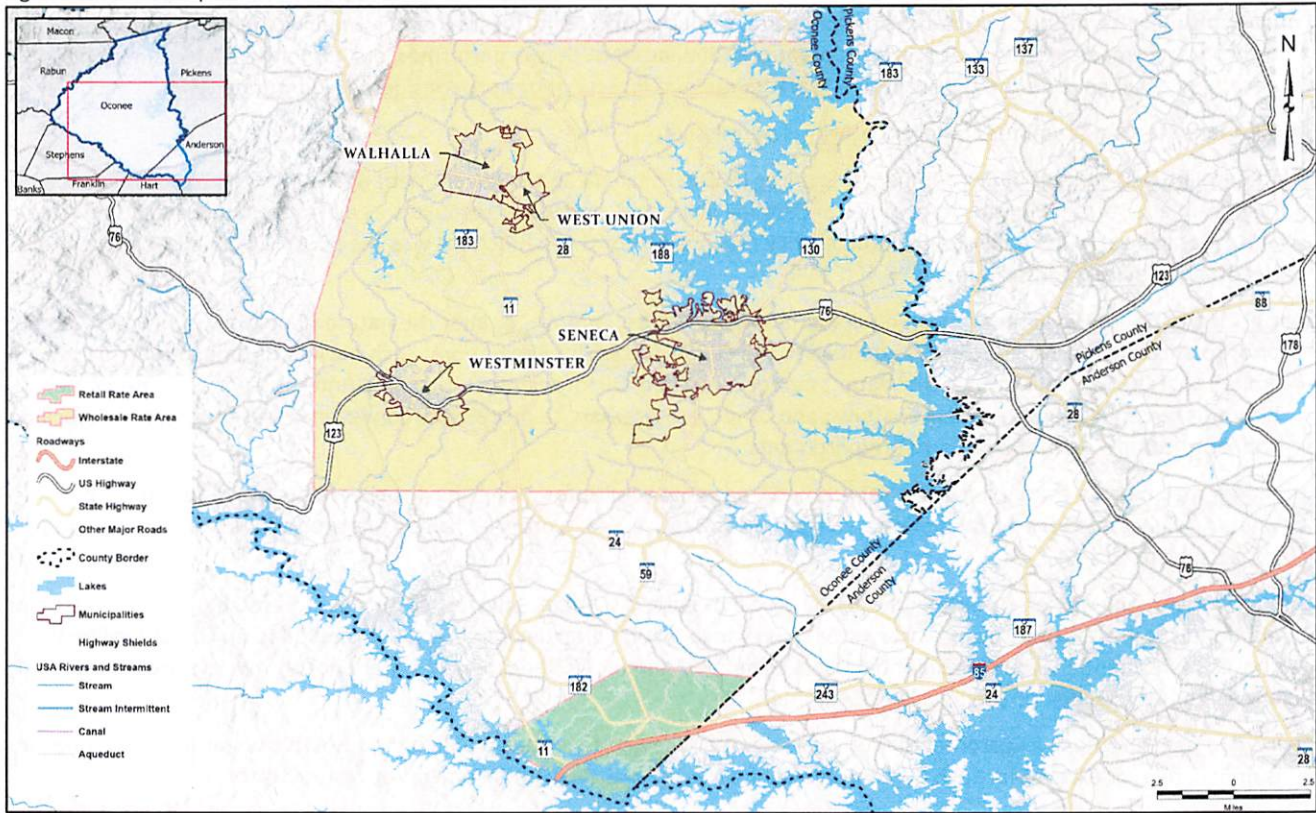 Macon
Rabun
Pickens
Oconee
Anderson
Stephens
Banks
Franklin
Hart
Oconee County
Pickens County
183
133
137
N
WALHALLA
WEST UNION
76
183
28
188
130
123
88
11
76
SENECA
WESTMINSTER
Pickens County
Anderson County
178
28
123
24
59
76
Oconee County
Anderson
County
187
85
182
243
24
11
28
Retail Rate Area
Wholesale Rate Area
Roadways
Interstate
US Highway
State Highway
Other Major Roads
County Border
Lakes
Municipalities
Highway Shields
USA Rivers and Streams
Stream
Stream Intermittent
Canal
Aqueduct
2.5 0 2.5
Miles